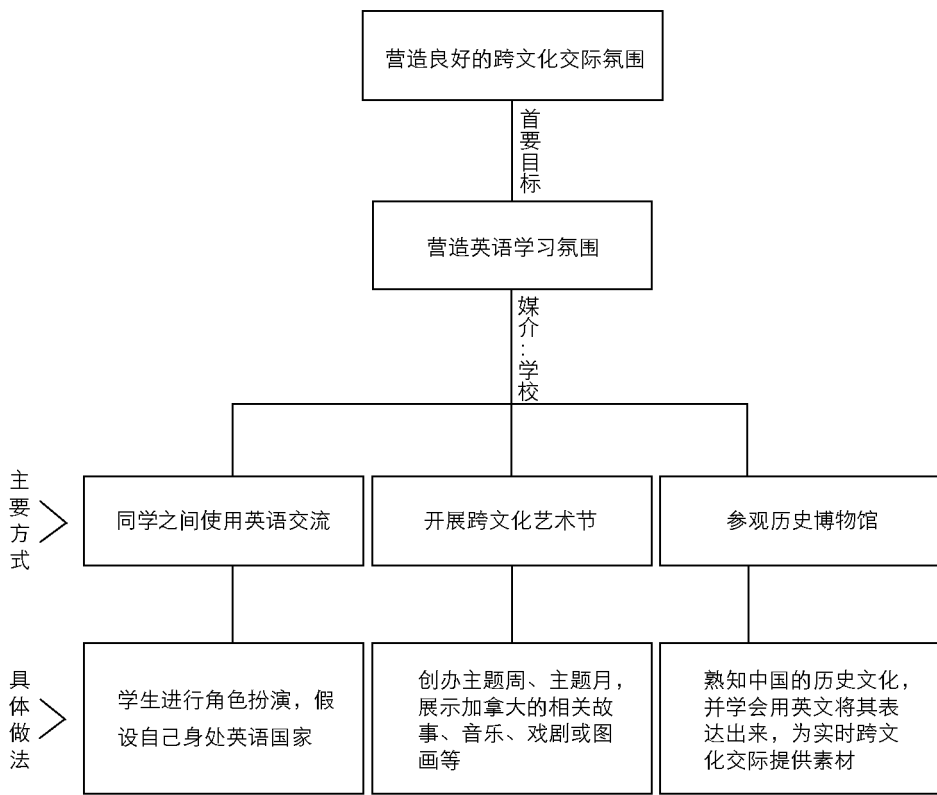 营造良好的跨文化交际氛围
首要目标
营造英语学习氛围
媒介:学校
主要方式
同学之间使用英语交流
开展跨文化艺术节
参观历史博物馆
具体做法
学生进行角色扮演，假
设自己身处英语国家
创办主题周、主题月，
展示加拿大的相关故
事、音乐、戏剧或图
画等
熟知中国的历史文化，
并学会用英文将其表
达出来，为实时跨文
化交际提供素材